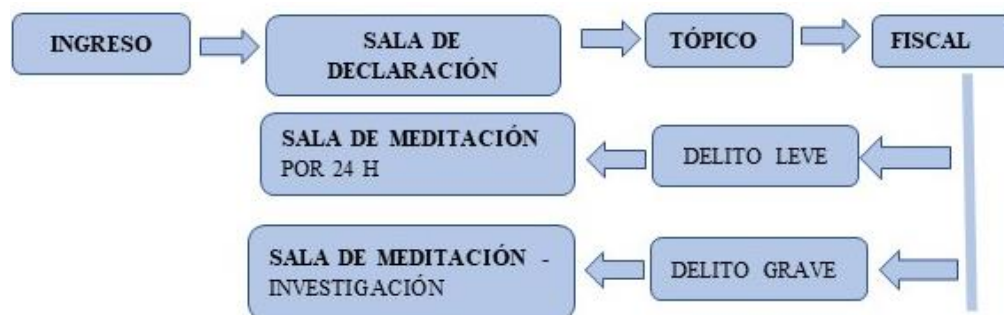 INGRESO
SALA DE
DECLARACIÓN
TÓPICO
FISCAL
SALA DE MEDITACIÓN
POR 24 H
DELITO LEVE
SALA DE MEDITACIÓN -
INVESTIGACIÓN
DELITO GRAVE